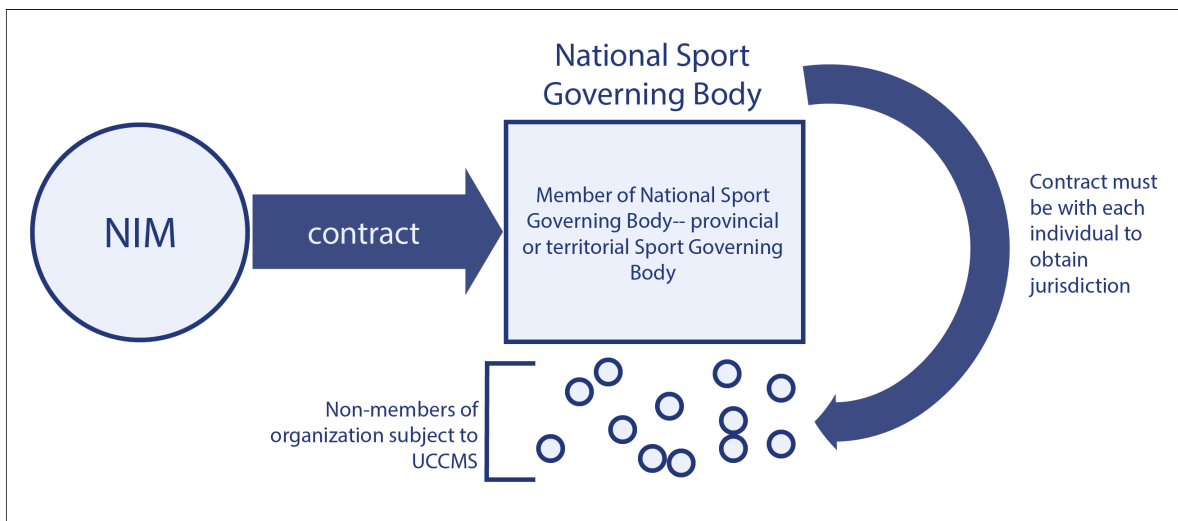 National Sport
Governing Body
NIM
contract
Member of National Sport
Governing Body-- provincial
or territorial Sport Governing
Body
Contract must
be with each
individual to
obtain
jurisdiction
Non-members of
organization subject to
UCCMS